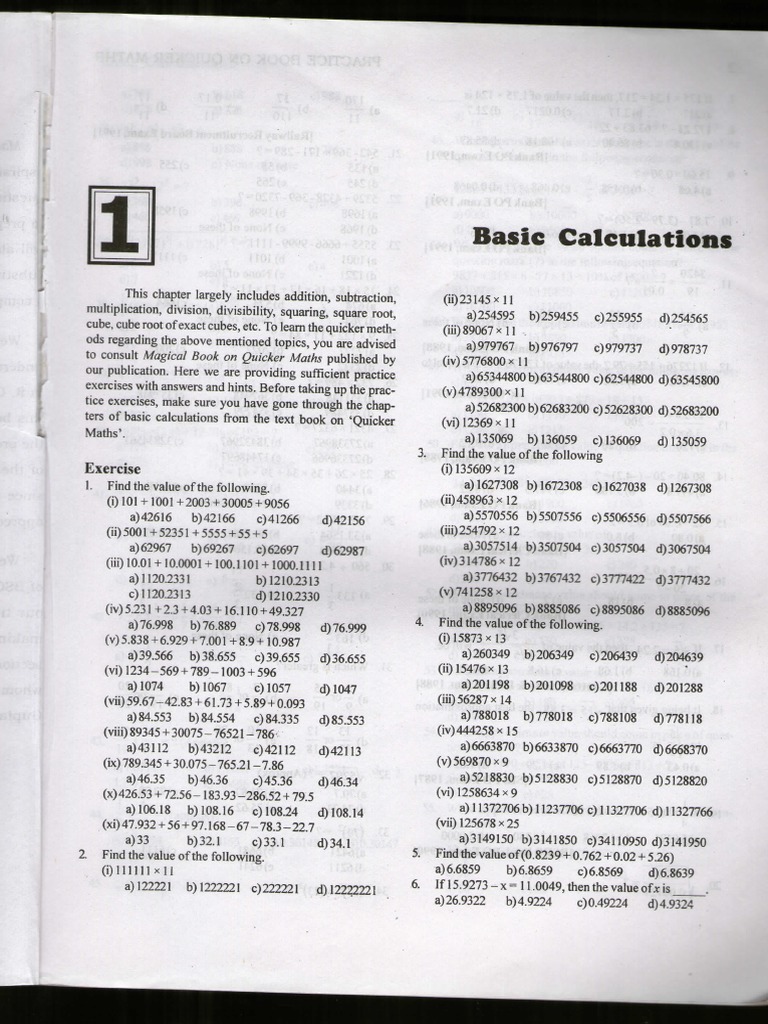 1
Basic Calculations
This chapter largely includes addition, subtraction,
multiplication, division, divisibility, squaring, square root,
cube, cube root of exact cubes, etc. To learn the quicker meth-
ods regarding the above mentioned topics, you are advised
to consult Magical Book on Quicker Maths published by
our publication. Here we are providing sufficient practice
exercises with answers and hints. Before taking up the prac-
tice exercises, make sure you have gone through the chap-
ters of basic calculations from the text book on 'Quicker
Maths'.
Exercise
1. Find the value of the following.
(i) 101 + 1001 + 2003 + 30005 + 9056
a) 42616 b) 42166 c) 41266 d) 42156
(ii) 5001 + 52351 + 5555 + 55 + 5
a) 62967 b) 69267 c) 62697 d) 62987
(iii) 10.01 + 10.0001 + 100.1101 + 1000.1111
a) 1120.2331 b) 1210.2313
c) 1120.2313 d) 1210.2330
(iv) 5.231 + 2.3 + 4.03 + 16.110 + 49.327
a) 76.998 b) 76.889 c) 78.998 d) 76.999
(v) 5.838 + 6.929 + 7.001 + 8.9 + 10.987
a) 39.566 b) 38.655 c) 39.655 d) 36.655
(vi) 1234 – 569 + 789 – 1003 + 596
a) 1074 b) 1067 c) 1057 d) 1047
(vii) 59.67 – 42.83 + 61.73 + 5.89 + 0.093
a) 84.553 b) 84.554 c) 84.335 d) 85.553
(viii) 89345 + 30075 – 76521 – 786
a) 43112 b) 43212 c) 42112 d) 42113
(ix) 789.345 + 30.075 – 765.21 – 7.86
a) 46.35 b) 46.36 c) 45.36 d) 46.34
(x) 426.53 + 72.56 – 183.93 – 286.52 + 79.5
a) 106.18 b) 108.16 c) 108.24 d) 108.14
(xi) 47.932 + 56 + 97.168 – 67 – 78.3 – 22.7
a) 33 b) 32.1 c) 33.1 d) 34.1
2. Find the value of the following.
(i) 111111 × 11
a) 122221 b) 1222221 c) 222221 d) 12222221
(ii) 23145 × 11
a) 254595 b) 259455 c) 255955 d) 254565
(iii) 89067 × 11
a) 979767 b) 976797 c) 979737 d) 978737
(iv) 5776800 × 11
a) 65344800 b) 63544800 c) 62544800 d) 63545800
(v) 4789300 × 11
a) 52682300 b) 62683200 c) 52628300 d) 52683200
(vi) 12369 × 11
a) 135069 b) 136059 c) 136069 d) 135059
3. Find the value of the following
(i) 135609 × 12
a) 1627308 b) 1672308 c) 1627038 d) 1267308
(ii) 458963 × 12
a) 5570556 b) 5507556 c) 5506556 d) 5507566
(iii) 254792 × 12
a) 3057514 b) 3507504 c) 3057504 d) 3067504
(iv) 314786 × 12
a) 3776432 b) 3767432 c) 3777422 d) 3777432
(v) 741258 × 12
a) 8895096 b) 8885086 c) 8895086 d) 8885096
4. Find the value of the following.
(i) 15873 × 13
a) 260349 b) 206349 c) 206439 d) 204639
(ii) 15476 × 13
a) 201198 b) 201098 c) 201188 d) 201288
(iii) 56287 × 14
a) 788018 b) 778018 c) 788108 d) 778118
(iv) 444258 × 15
a) 6663870 b) 6633870 c) 6663770 d) 6668370
(v) 569870 × 9
a) 5218830 b) 5128830 c) 5128870 d) 5128820
(vi) 1258634 × 9
a) 11372706 b) 11237706 c) 11327706 d) 11327766
(vii) 125678 × 25
a) 3149150 b) 3141850 c) 34110950 d) 3141950
5. Find the value of (0.8239 + 0.762 + 0.02 + 5.26)
a) 6.6859 b) 6.8659 c) 6.8569 d) 6.8639
6. If 15.9273 – x = 11.0049, then the value of x is _____.
a) 26.9322 b) 4.9224 c) 0.49224 d) 4.9324